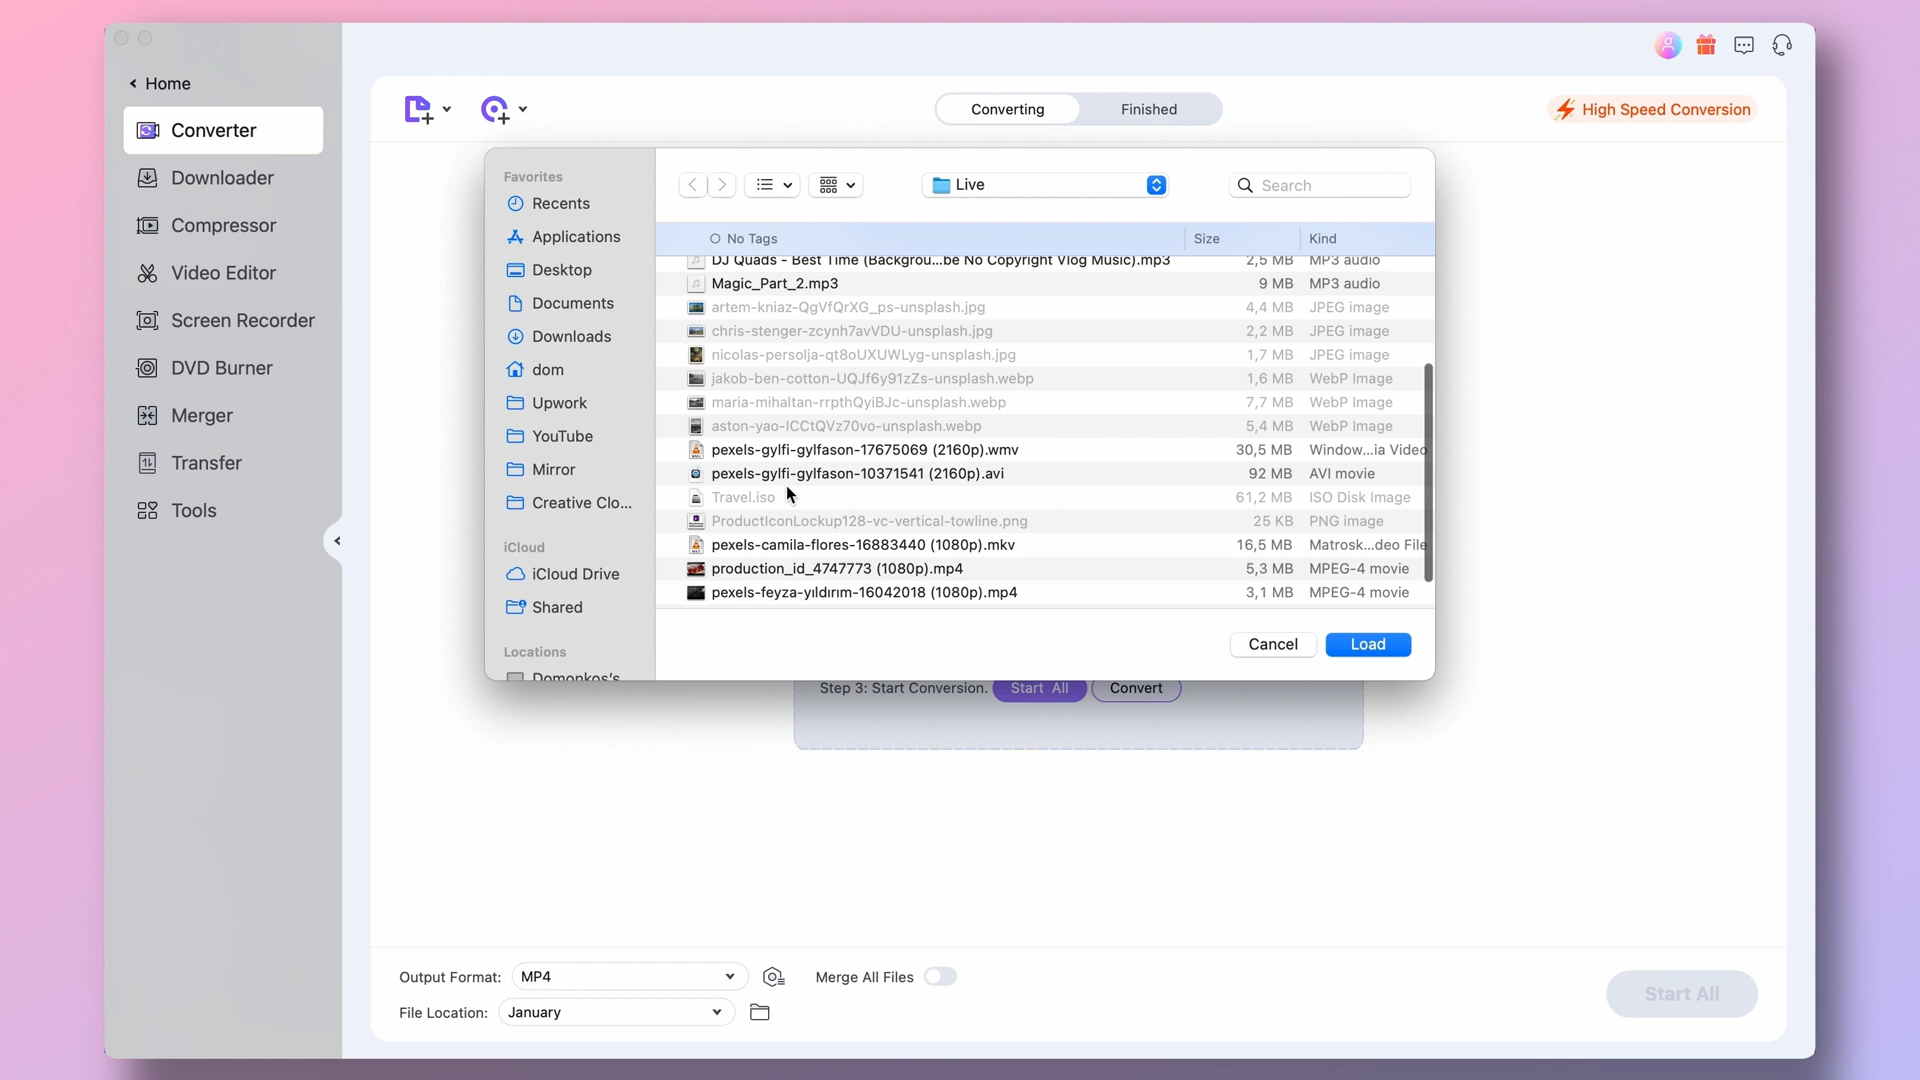 Home
Converter
Downloader
Compressor
Video Editor
Screen Recorder
DVD Burner
Merger
Transfer
Tools
Converting Finished
High Speed Conversion
Favorites
Recents
Applications
Desktop
Documents
Downloads
dom
Upwork
YouTube
Mirror
Creative Clo...
iCloud
iCloud Drive
Shared
Locations
Domonkos's
Live
Search
No Tags Size Kind
DJ Quads - Best Time (Backgrou...be No Copyright Vlog Music).mp3 2,5 MB MP3 audio
Magic_Part_2.mp3 9 MB MP3 audio
artem-kniaz-QgVfQrXG_ps-unsplash.jpg 4,4 MB JPEG image
chris-stenger-zcynh7avVDU-unsplash.jpg 2,2 MB JPEG image
nicolas-persolja-qt8oUXUWLyg-unsplash.jpg 1,7 MB JPEG image
jakob-ben-cotton-UQJf6y91zZs-unsplash.webp 1,6 MB WebP Image
maria-mihaltan-rrpthQyiBJc-unsplash.webp 7,7 MB WebP Image
aston-yao-ICCtQVz70vo-unsplash.webp 5,4 MB WebP Image
pexels-gylfi-gylfason-17675069 (2160p).wmv 30,5 MB Window...ia Video
pexels-gylfi-gylfason-10371541 (2160p).avi 92 MB AVI movie
Travel.iso 61,2 MB ISO Disk Image
ProductIconLockup128-vc-vertical-towline.png 25 KB PNG image
pexels-camila-flores-16883440 (1080p).mkv 16,5 MB Matrosk...deo File
production_id_4747773 (1080p).mp4 5,3 MB MPEG-4 movie
pexels-feyza-yıldırım-16042018 (1080p).mp4 3,1 MB MPEG-4 movie
Cancel Load
Step 3: Start Conversion. Start All Convert
Output Format: MP4 Merge All Files
File Location: January
Start All